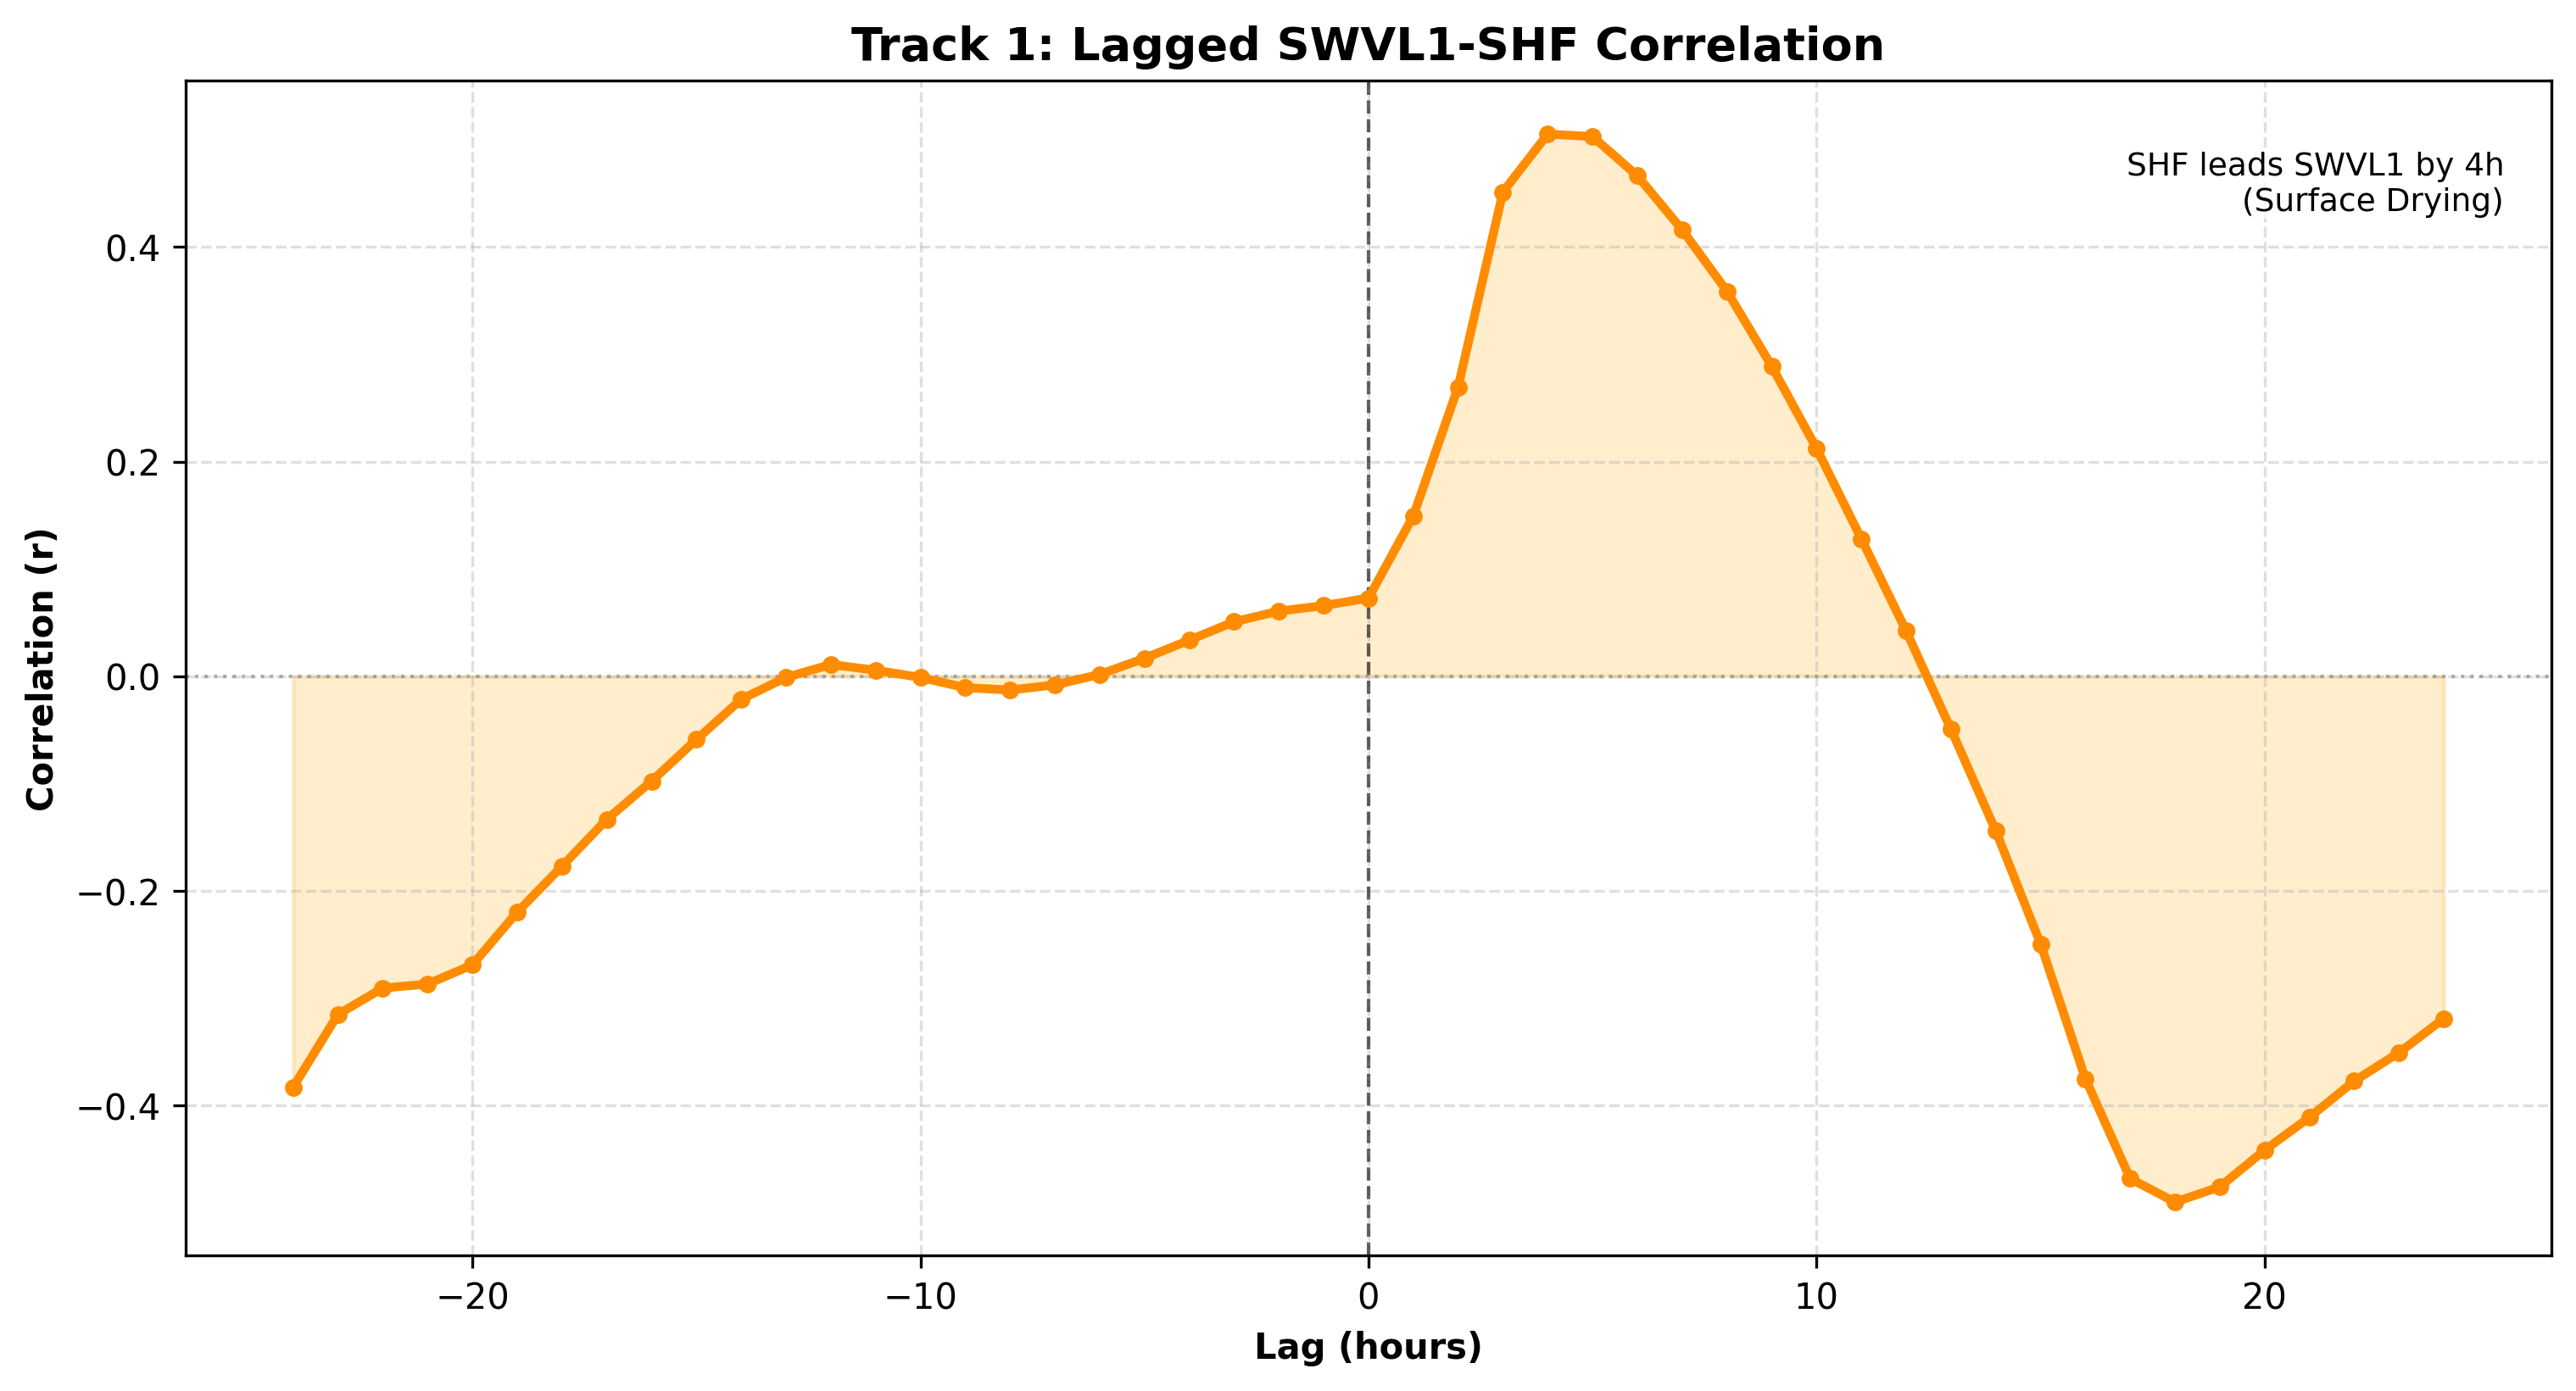 Track 1: Lagged SWVL1-SHF Correlation
SHF leads SWVL1 by 4h
(Surface Drying)
Correlation (r)
0.4
0.2
0.0
−0.2
−0.4
−20
−10
0
10
20
Lag (hours)